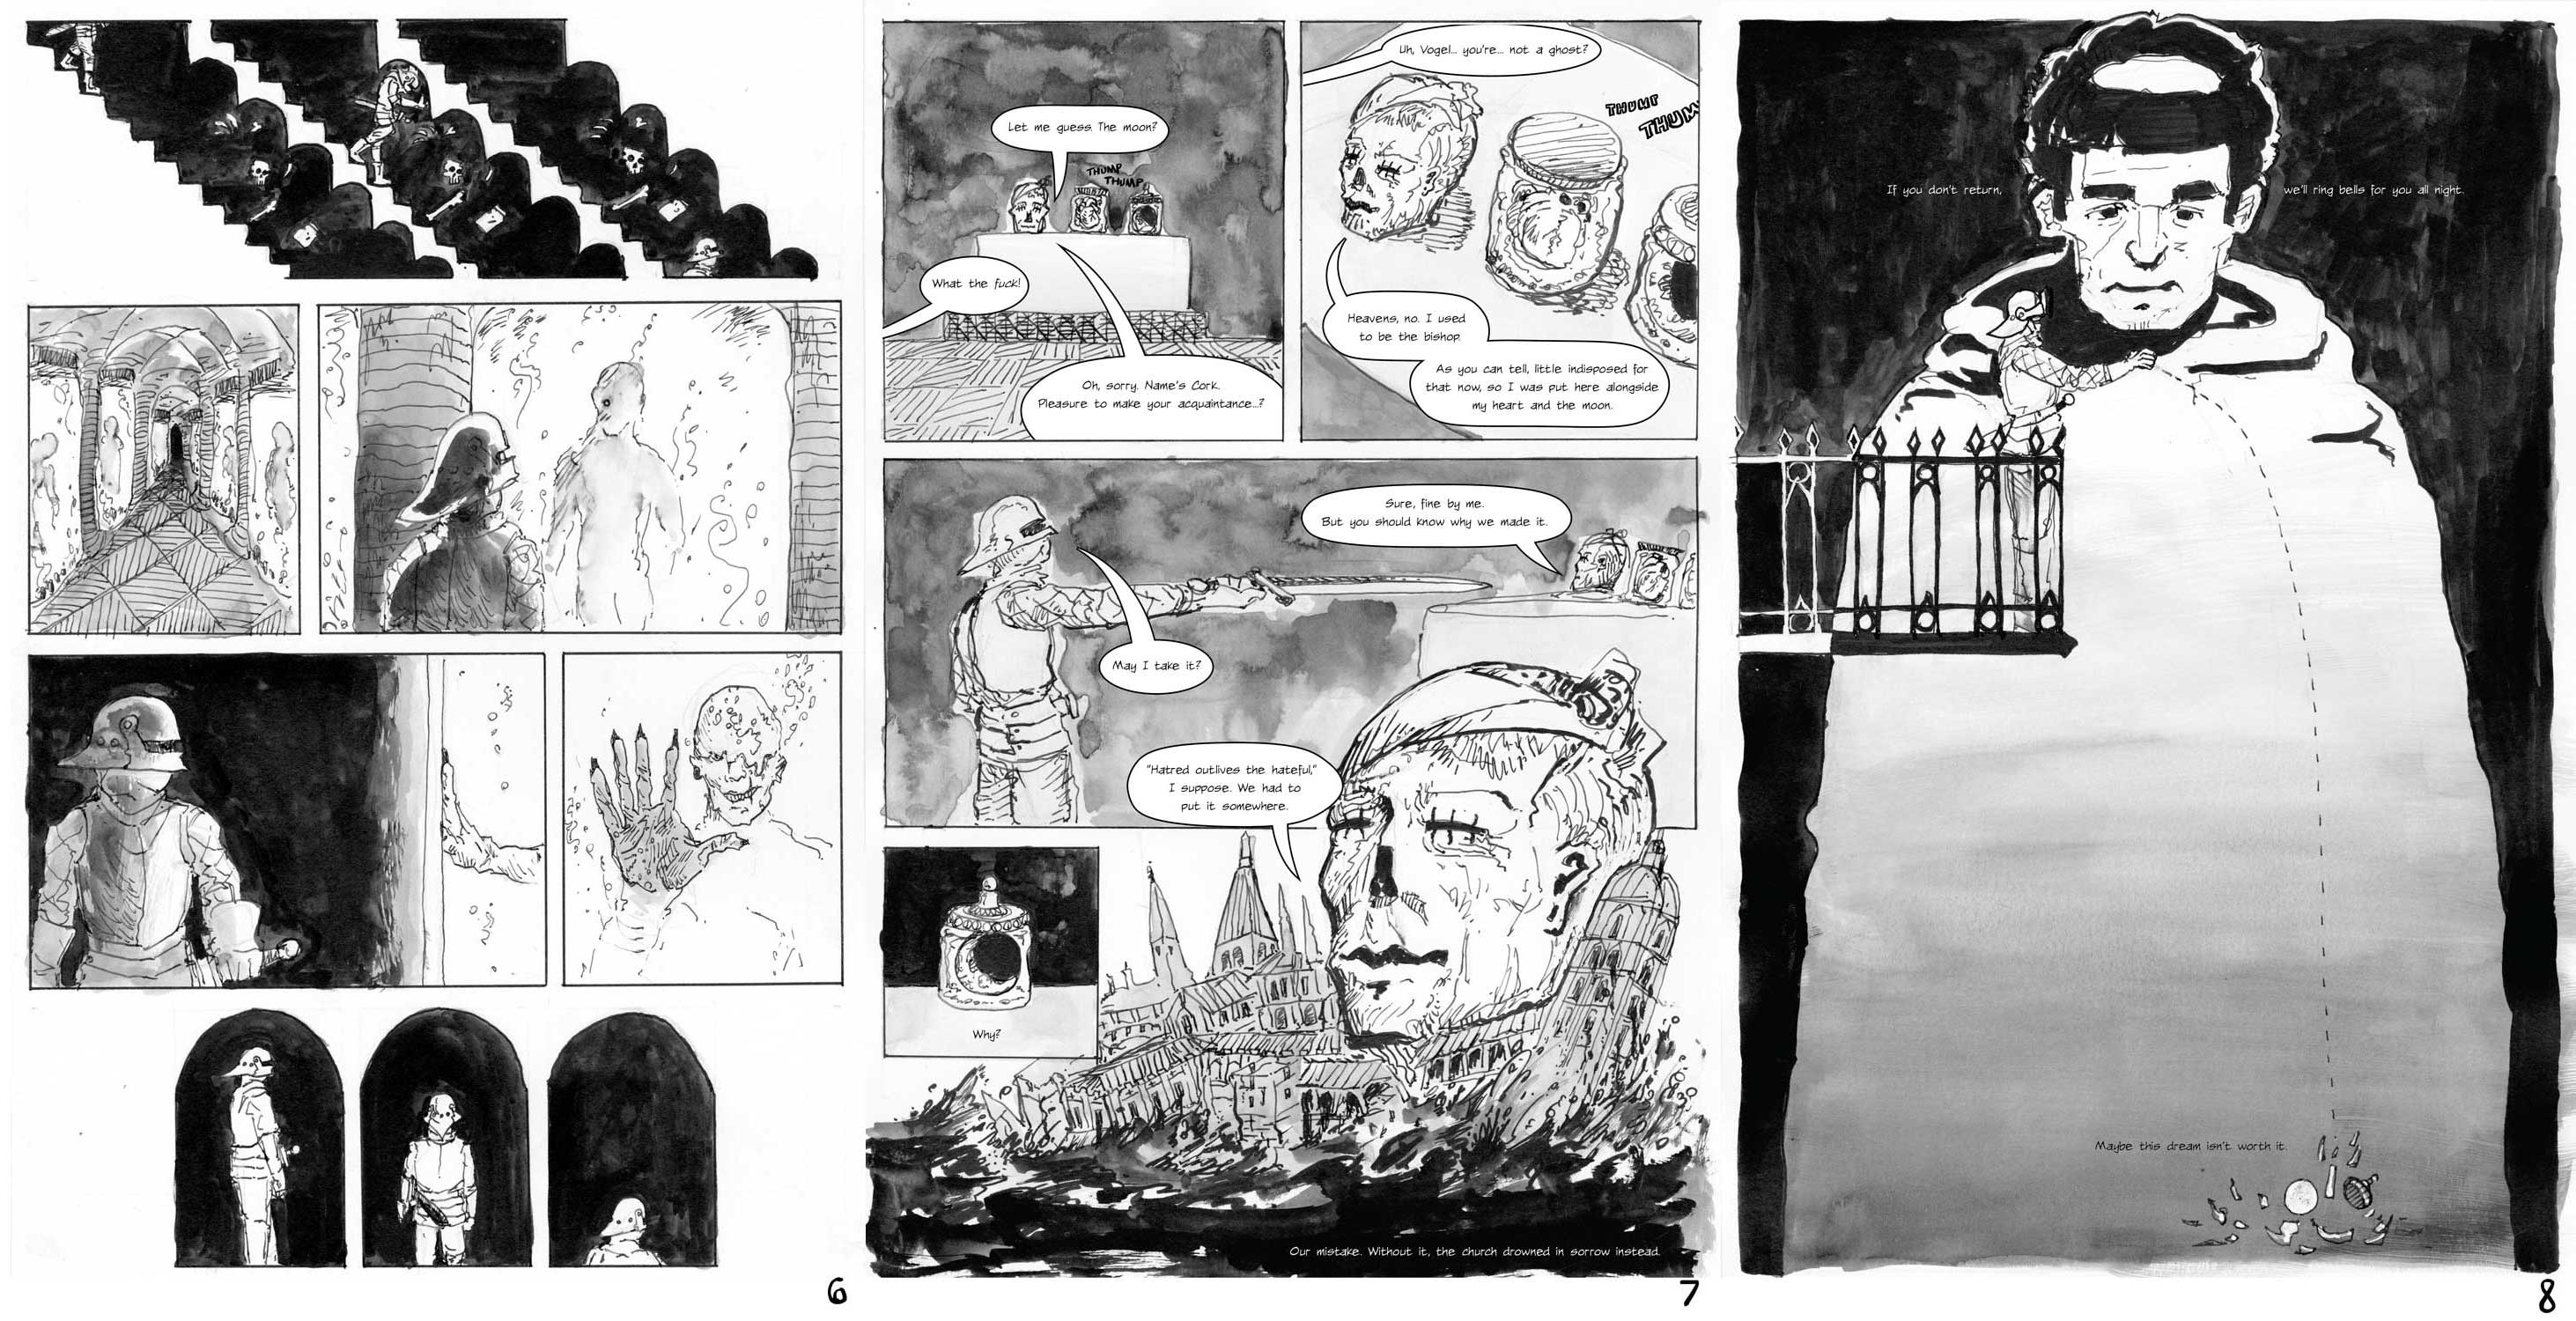 6
Let me guess. The moon?
THUMP
THUMP
What the fuck!
Oh, sorry. Name's Cork.
Pleasure to make your acquaintance...?
Uh, Vogel... you're... not a ghost?
THUMP
THUM
Heavens, no. I used
to be the bishop.
As you can tell, little indisposed for
that now, so I was put here alongside
my heart and the moon.
May I take it?
Sure, fine by me.
But you should know why we made it.
Why?
"Hatred outlives the hateful,"
I suppose. We had to
put it somewhere.
Our mistake. Without it, the church drowned in sorrow instead.
7
If you don't return,
we'll ring bells for you all night.
Maybe this dream isn't worth it.
8